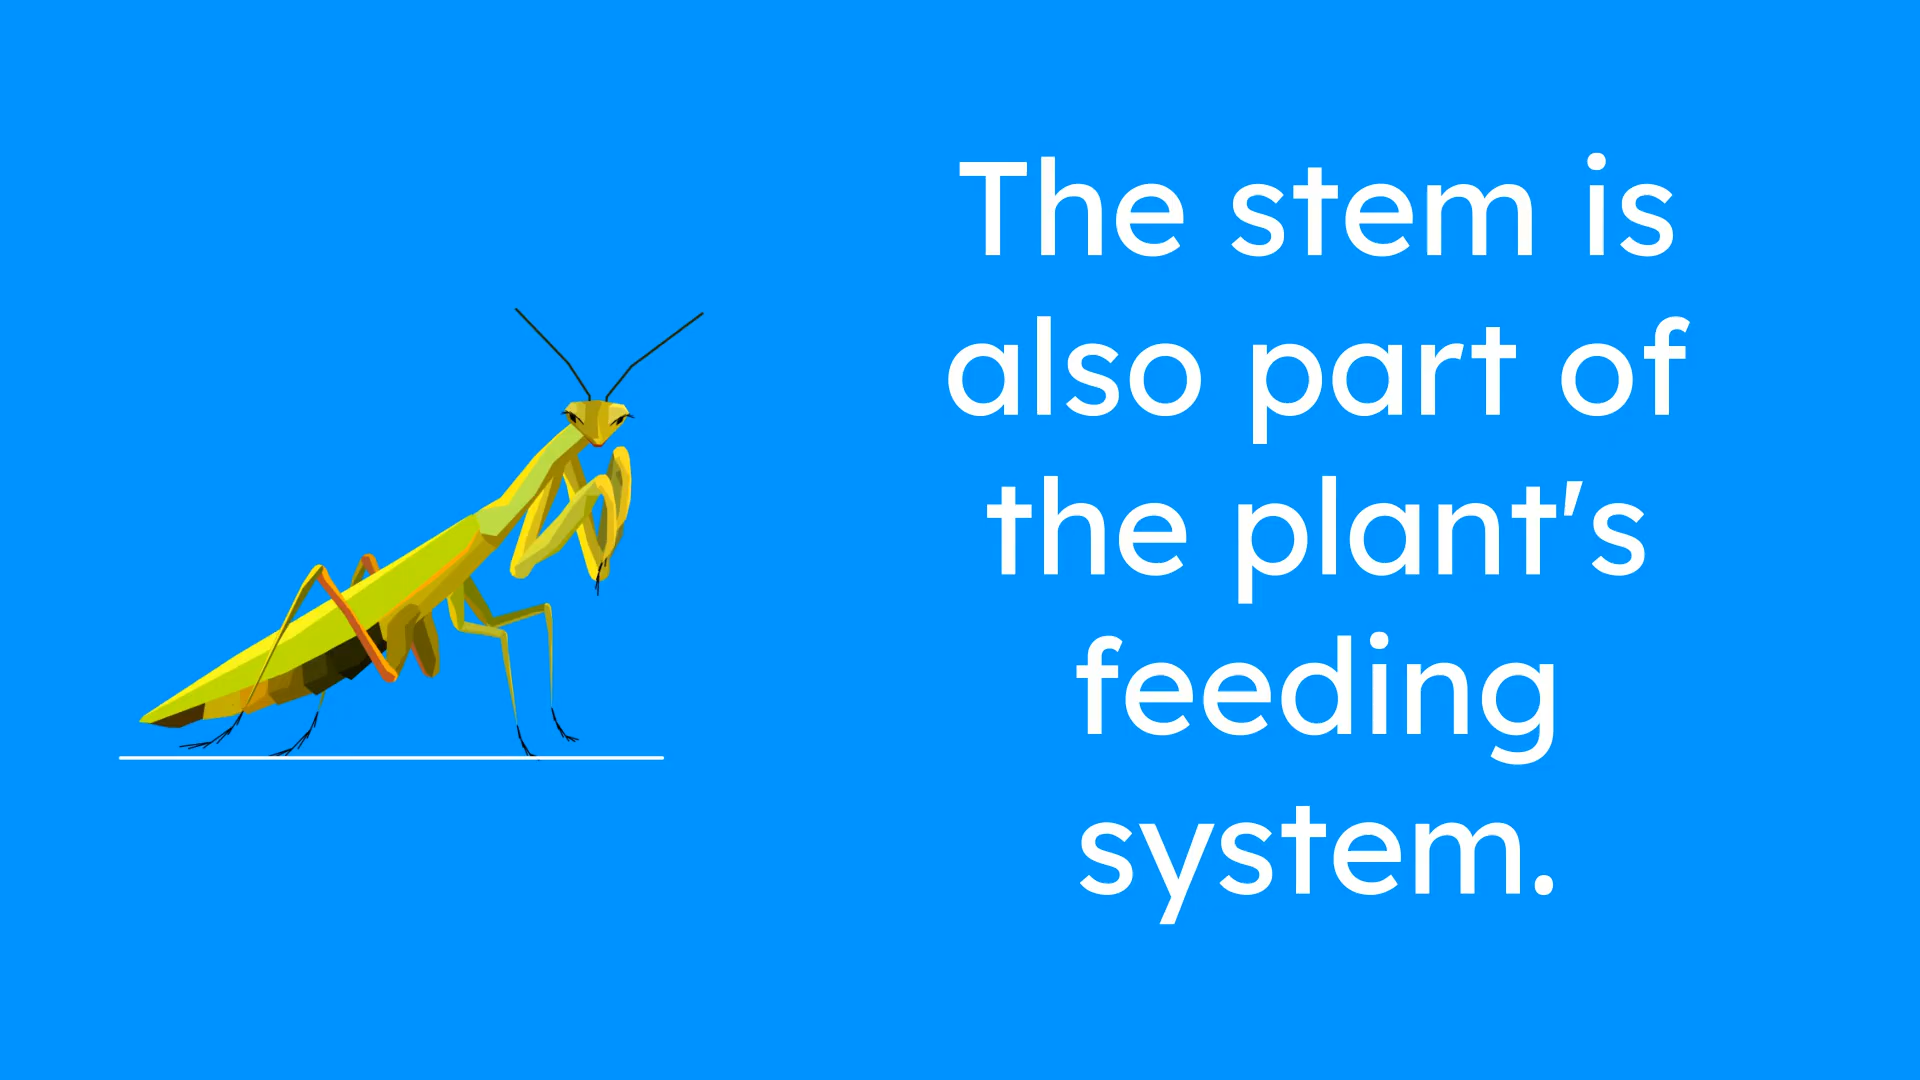 The stem is
also part of
the plant's
feeding
system.